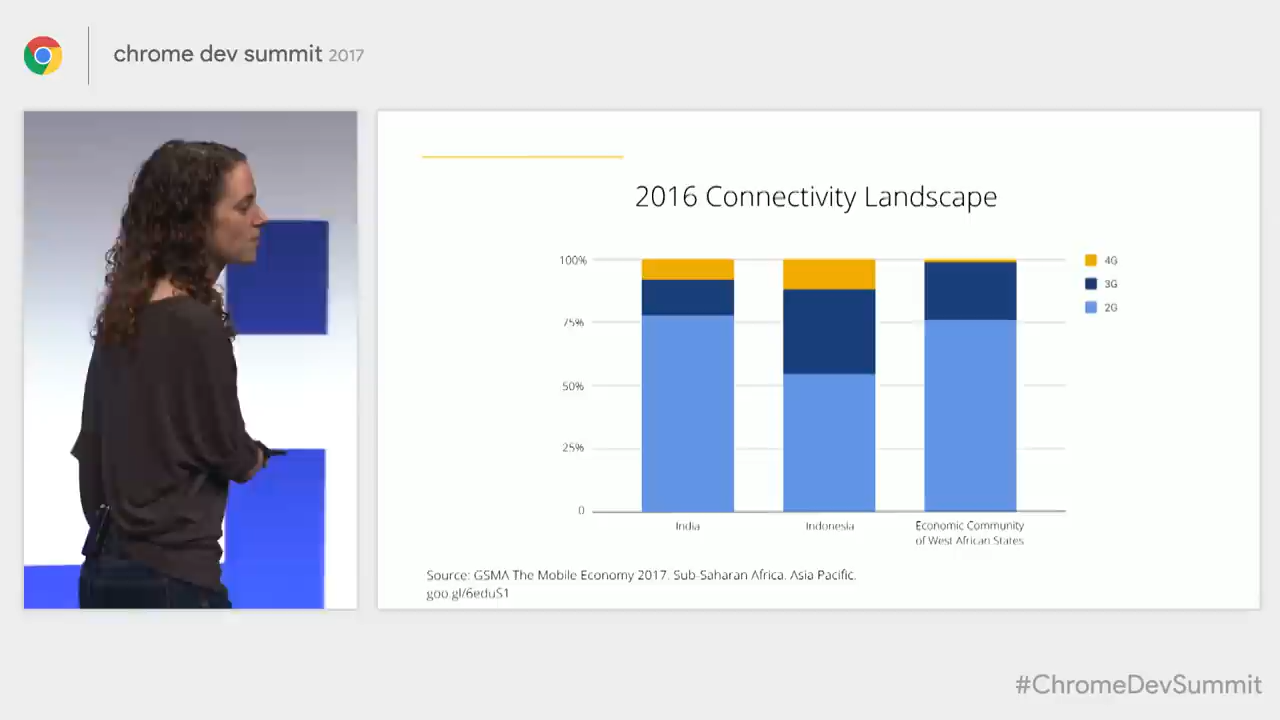 chrome dev summit 2017
2016 Connectivity Landscape
100%
75%
50%
25%
0
4G
3G
2G
India
Indonesia
Economic Community
of West African States
Source: GSMA The Mobile Economy 2017. Sub-Saharan Africa. Asia Pacific.
goo.gl/6eduS1
#ChromeDevSummit